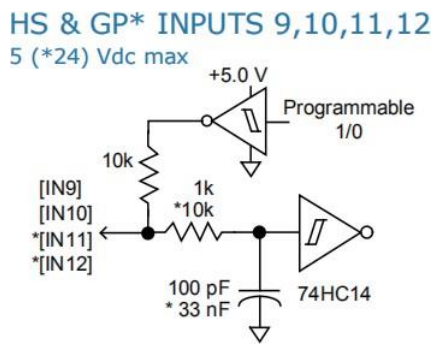 HS & GP* INPUTS 9,10,11,12
5 (*24) Vdc max
+5.0 V
Programmable
1/0
10k
[IN9]
[IN10]
*[IN11]
*[IN12]
1k
*10k
100 pF
* 33 nF
74HC14